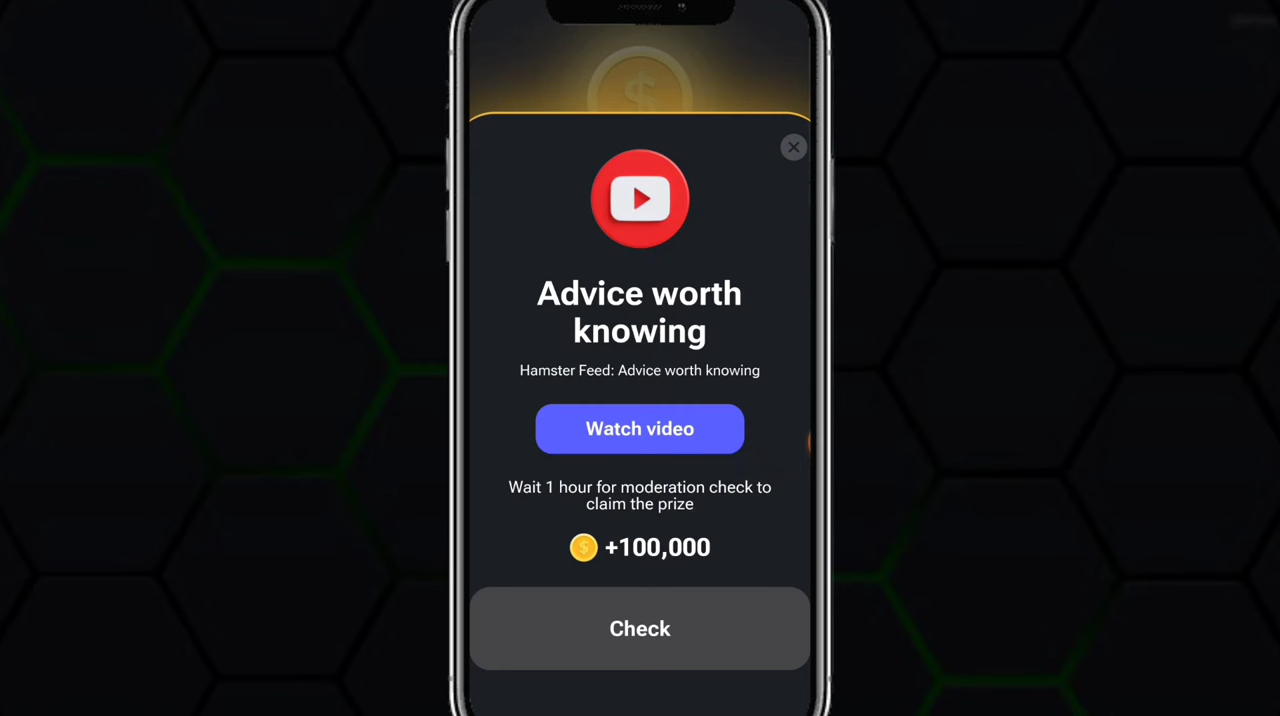 Advice worth
knowing
Hamster Feed: Advice worth knowing
Watch video
Wait 1 hour for moderation check to
claim the prize
+100,000
Check